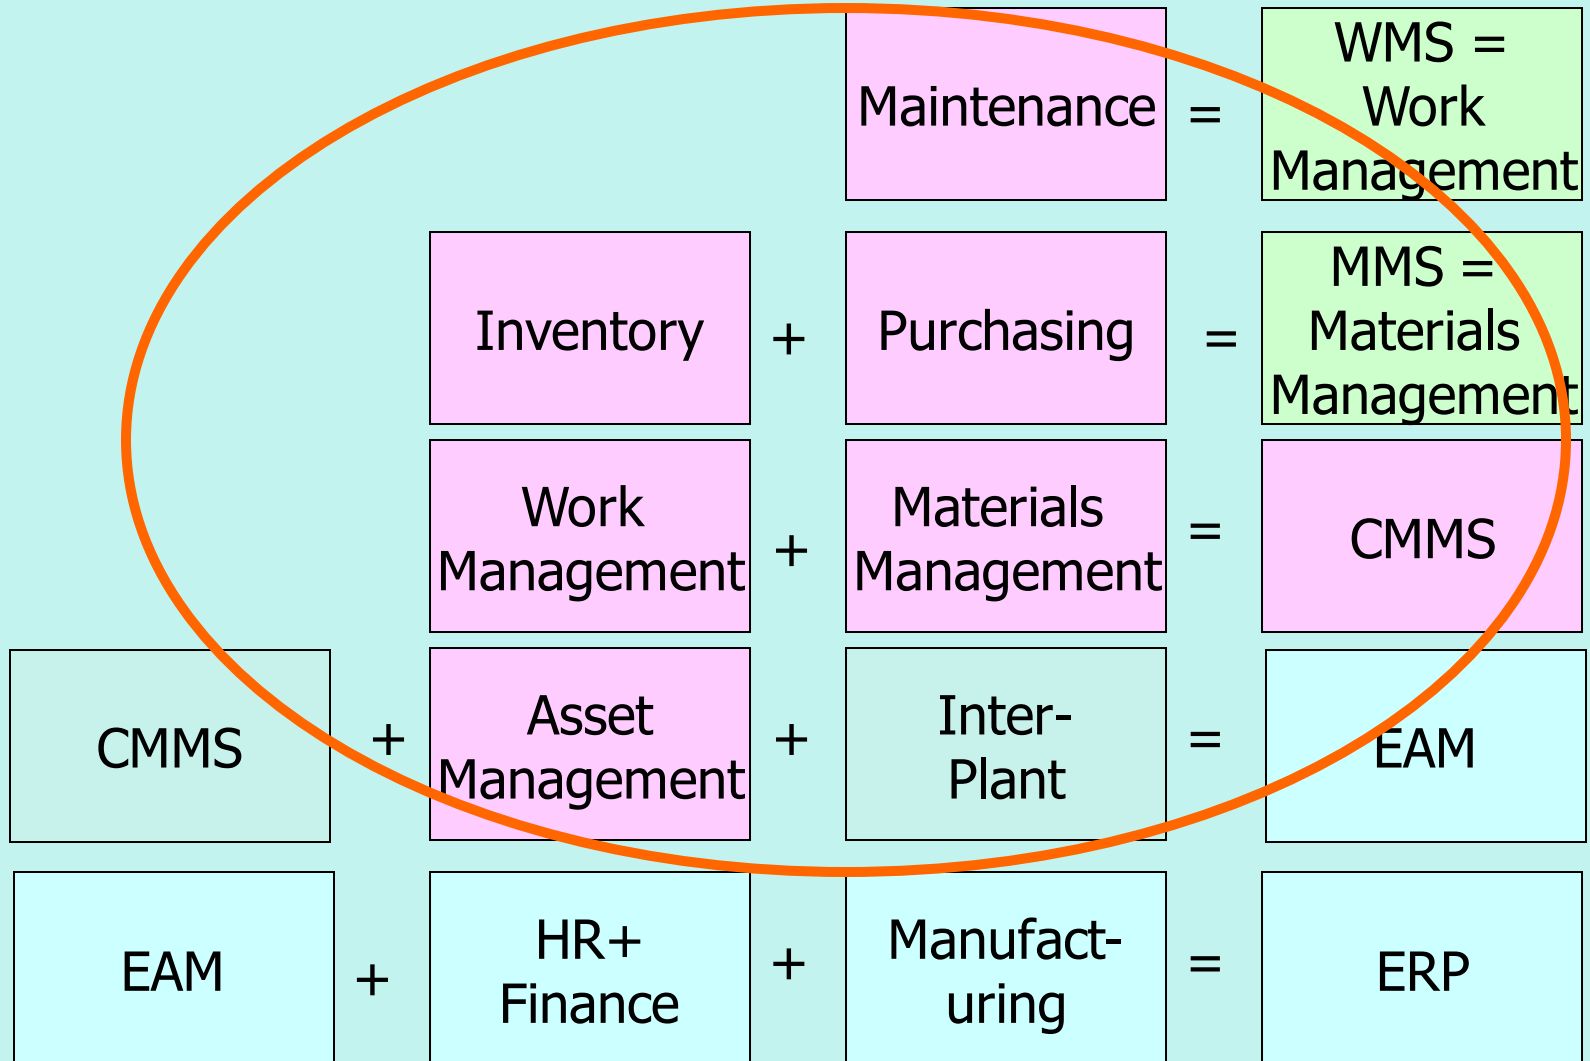 Maintenance = WMS =
Work
Management
Inventory + Purchasing = MMS =
Materials
Management
Work
Management + Materials
Management = CMMS
CMMS + Asset
Management + Inter-
Plant = EAM
EAM + HR+
Finance + Manufact-
uring = ERP